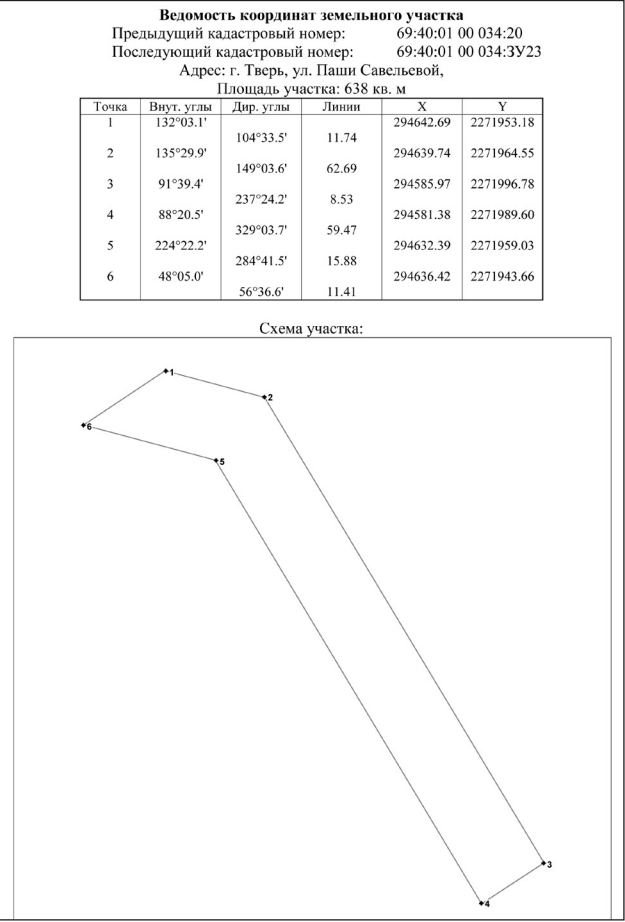 Ведомость координат земельного участка
Предыдущий кадастровый номер: 69:40:01 00 034:20
Последующий кадастровый номер: 69:40:01 00 034:ЗУ23
Адрес: г. Тверь, ул. Паши Савельевой,
Площадь участка: 638 кв. м
Точка Внут. углы Дир. углы Линии X Y
1 132°03.1' 294642.69 2271953.18
104°33.5' 11.74
2 135°29.9' 294639.74 2271964.55
149°03.6' 62.69
3 91°39.4' 294585.97 2271996.78
237°24.2' 8.53
4 88°20.5' 294581.38 2271989.60
329°03.7' 59.47
5 224°22.2' 294632.39 2271959.03
284°41.5' 15.88
6 48°05.0' 294636.42 2271943.66
56°36.6' 11.41
Схема участка:
1
2
6
5
3
4